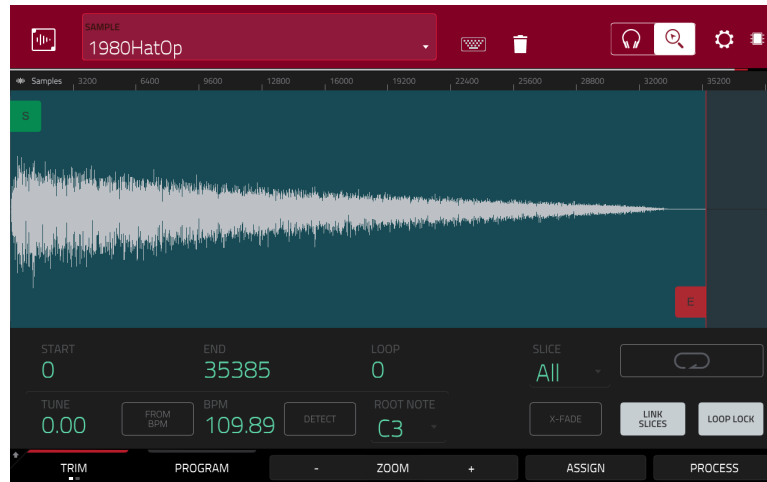 SAMPLE
1980HatOp
Samples 3200 6400 9600 12800 16000 19200 22400 25600 28800 32000 35200
S
E
START END LOOP SLICE
0 35385 0 All
TUNE FROM BPM BPM DETECT ROOT NOTE X-FADE LINK SLICES LOOP LOCK
0.00 109.89 C3
TRIM PROGRAM - ZOOM + ASSIGN PROCESS